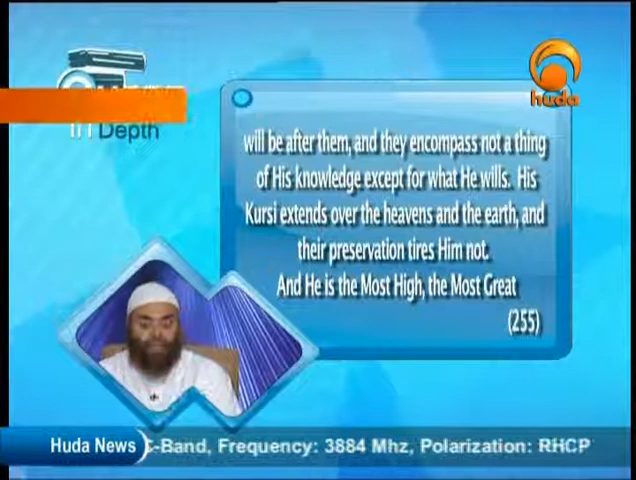 in Depth
huda
will be after them, and they encompass not a thing
of His knowledge except for what He wills. His
Kursi extends over the heavens and the earth, and
their preservation tires Him not.
And He is the Most High, the Most Great
(255)
Huda News
-Band, Frequency: 3884 Mhz, Polarization: RHCP